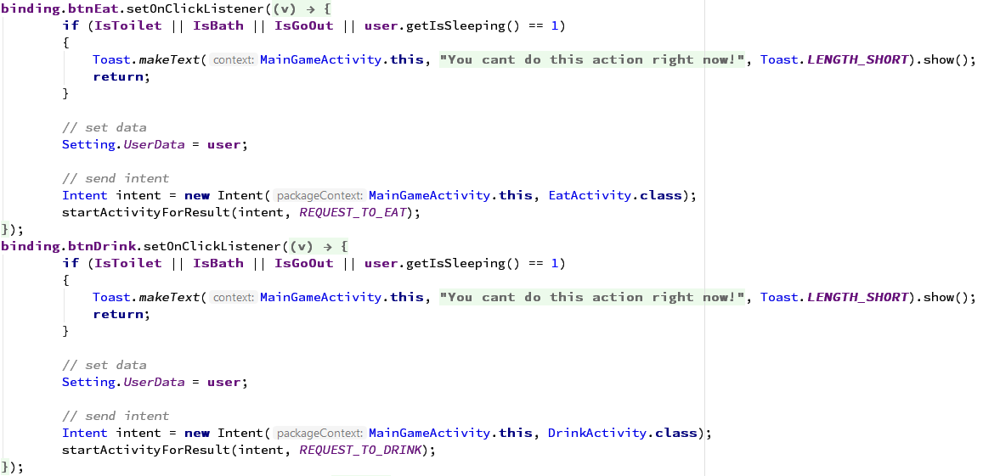 binding.btnEat.setOnClickListener((v) → {
if (IsToilet || IsBath || IsGoOut || user.getIsSleeping() == 1)
{
Toast.makeText( context: MainGameActivity.this, "You cant do this action right now!", Toast.LENGTH_SHORT).show();
return;
}
// set data
Setting.UserData = user;
// send intent
Intent intent = new Intent( packageContext: MainGameActivity.this, EatActivity.class);
startActivityForResult(intent, REQUEST_TO_EAT);
});
binding.btnDrink.setOnClickListener((v) → {
if (IsToilet || IsBath || IsGoOut || user.getIsSleeping() == 1)
{
Toast.makeText( context: MainGameActivity.this, "You cant do this action right now!", Toast.LENGTH_SHORT).show();
return;
}
// set data
Setting.UserData = user;
// send intent
Intent intent = new Intent( packageContext: MainGameActivity.this, DrinkActivity.class);
startActivityForResult(intent, REQUEST_TO_DRINK);
});